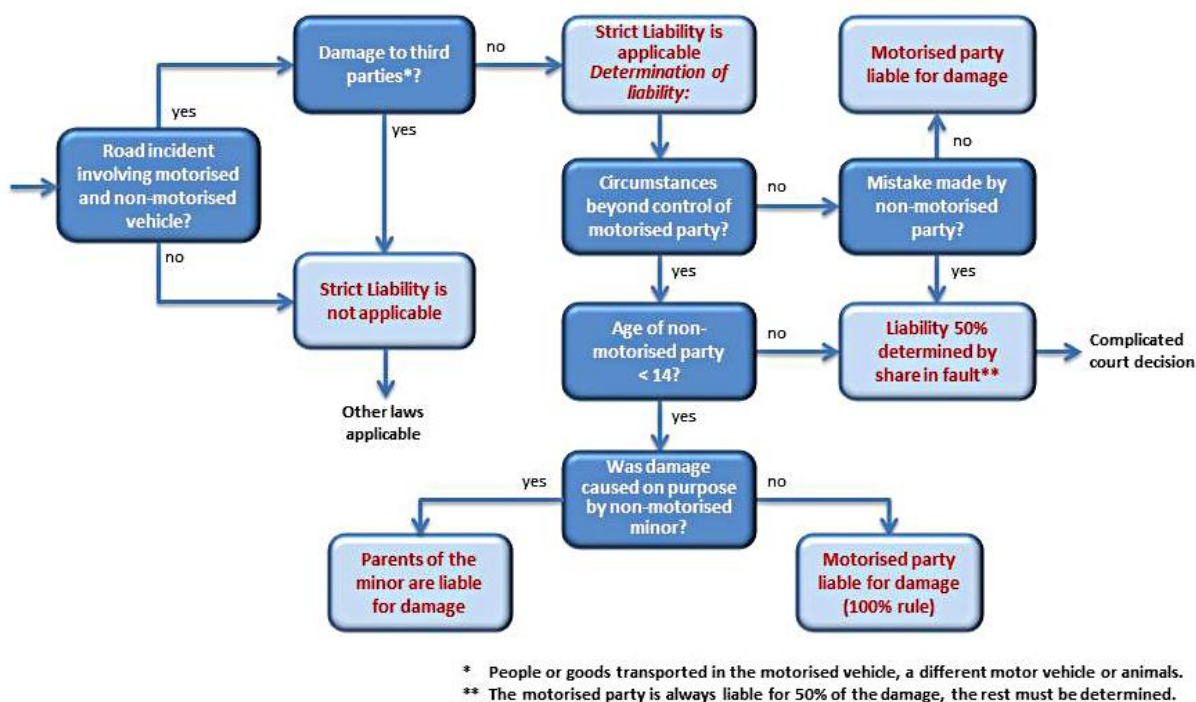 Damage to third
parties*?
no
Strict Liability is
applicable
Determination of
liability:
Motorised party
liable for damage
yes
yes
no
Road incident
involving motorised
and non-motorised
vehicle?
Circumstances
beyond control of
motorised party?
no
Mistake made by
non-motorised
party?
no
yes
yes
Strict Liability is
not applicable
Age of non-
motorised party
< 14?
no
Liability 50%
determined by
share in fault**
Complicated
court decision
Other laws
applicable
yes
Was damage
caused on purpose
by non-motorised
minor?
yes
no
Parents of the
minor are liable
for damage
Motorised party
liable for damage
(100% rule)
* People or goods transported in the motorised vehicle, a different motor vehicle or animals.
** The motorised party is always liable for 50% of the damage, the rest must be determined.